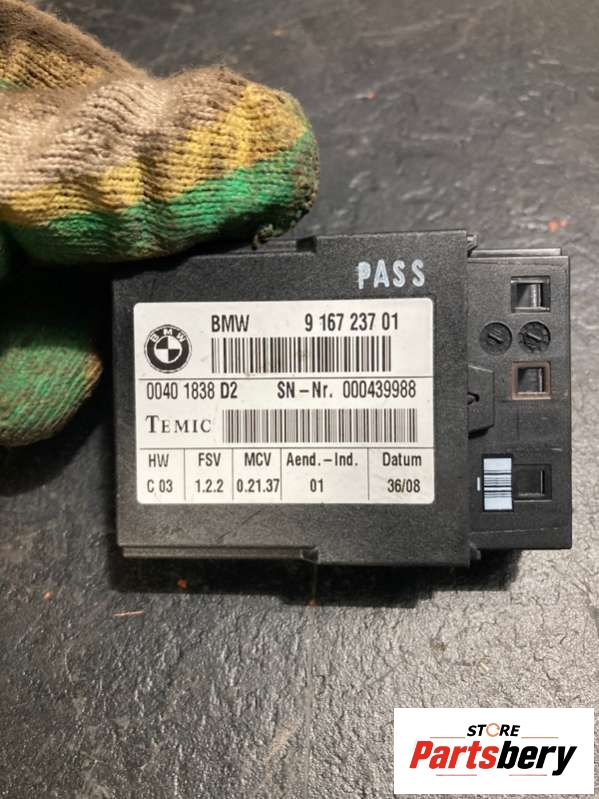 PASS
BMW
BMW 9 167 237 01
0040 1838 D2 SN-Nr. 000439988
TEMIC
HW FSV MCV Aend.-Ind. Datum
C 03 1.2.2 0.21.37 01 36/08
STORE
Partsbery